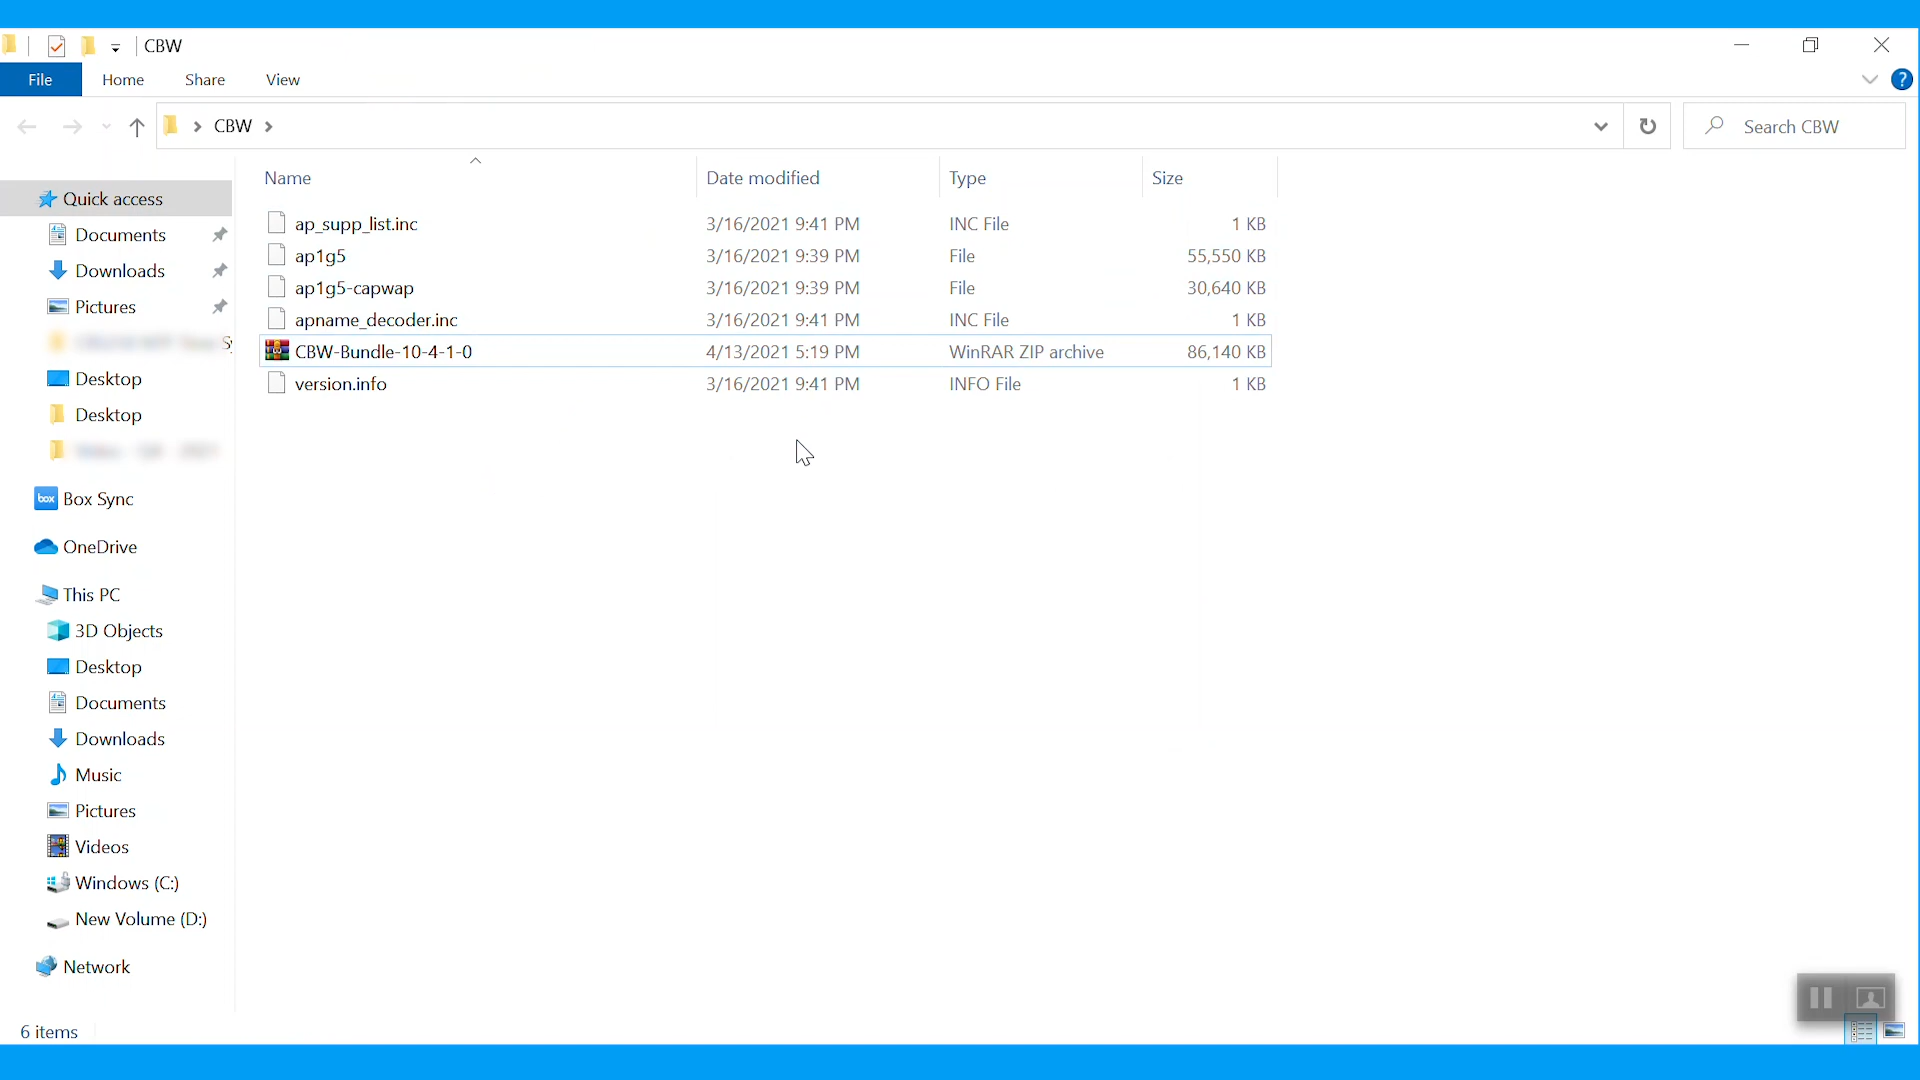 CBW
File Home Share View
CBW
Search CBW
Name Date modified Type Size
ap_supp_list.inc 3/16/2021 9:41 PM INC File 1 KB
ap1g5 3/16/2021 9:39 PM File 55,550 KB
ap1g5-capwap 3/16/2021 9:39 PM File 30,640 KB
apname_decoder.inc 3/16/2021 9:41 PM INC File 1 KB
CBW-Bundle-10-4-1-0 4/13/2021 5:19 PM WinRAR ZIP archive 86,140 KB
version.info 3/16/2021 9:41 PM INFO File 1 KB
Quick access
Documents
Downloads
Pictures
Desktop
Desktop
box Box Sync
OneDrive
This PC
3D Objects
Desktop
Documents
Downloads
Music
Pictures
Videos
Windows (C:)
New Volume (D:)
Network
6 items